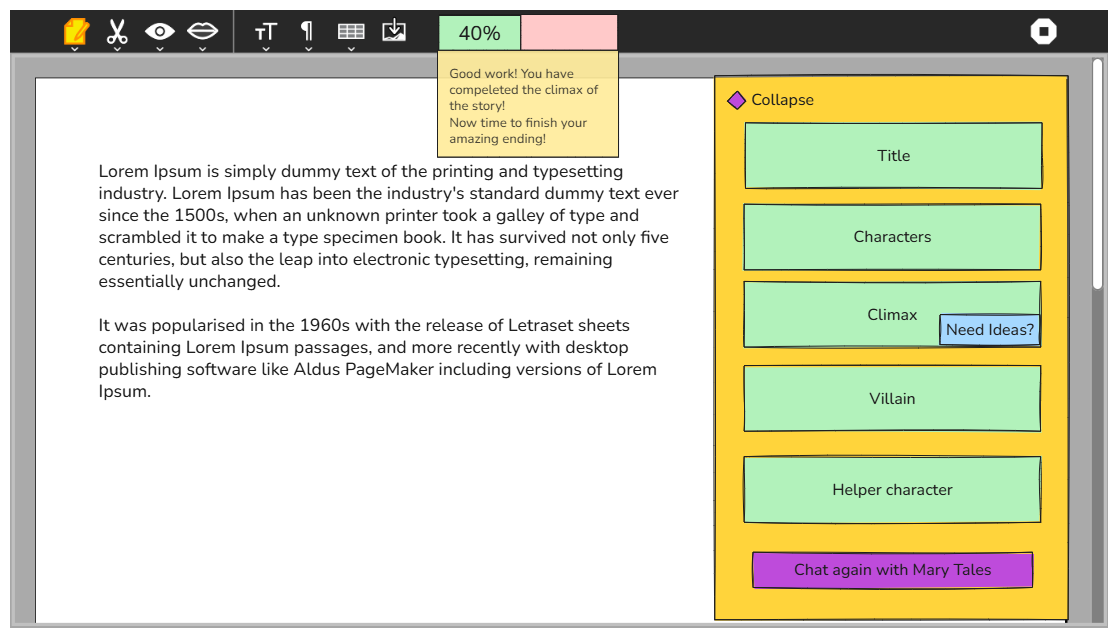 40%
Good work! You have
compeleted the climax of
the story!
Now time to finish your
amazing ending!
Lorem Ipsum is simply dummy text of the printing and typesetting
industry. Lorem Ipsum has been the industry's standard dummy text ever
since the 1500s, when an unknown printer took a galley of type and
scrambled it to make a type specimen book. It has survived not only five
centuries, but also the leap into electronic typesetting, remaining
essentially unchanged.
It was popularised in the 1960s with the release of Letraset sheets
containing Lorem Ipsum passages, and more recently with desktop
publishing software like Aldus PageMaker including versions of Lorem
Ipsum.
Collapse
Title
Characters
Climax
Need Ideas?
Villain
Helper character
Chat again with Mary Tales